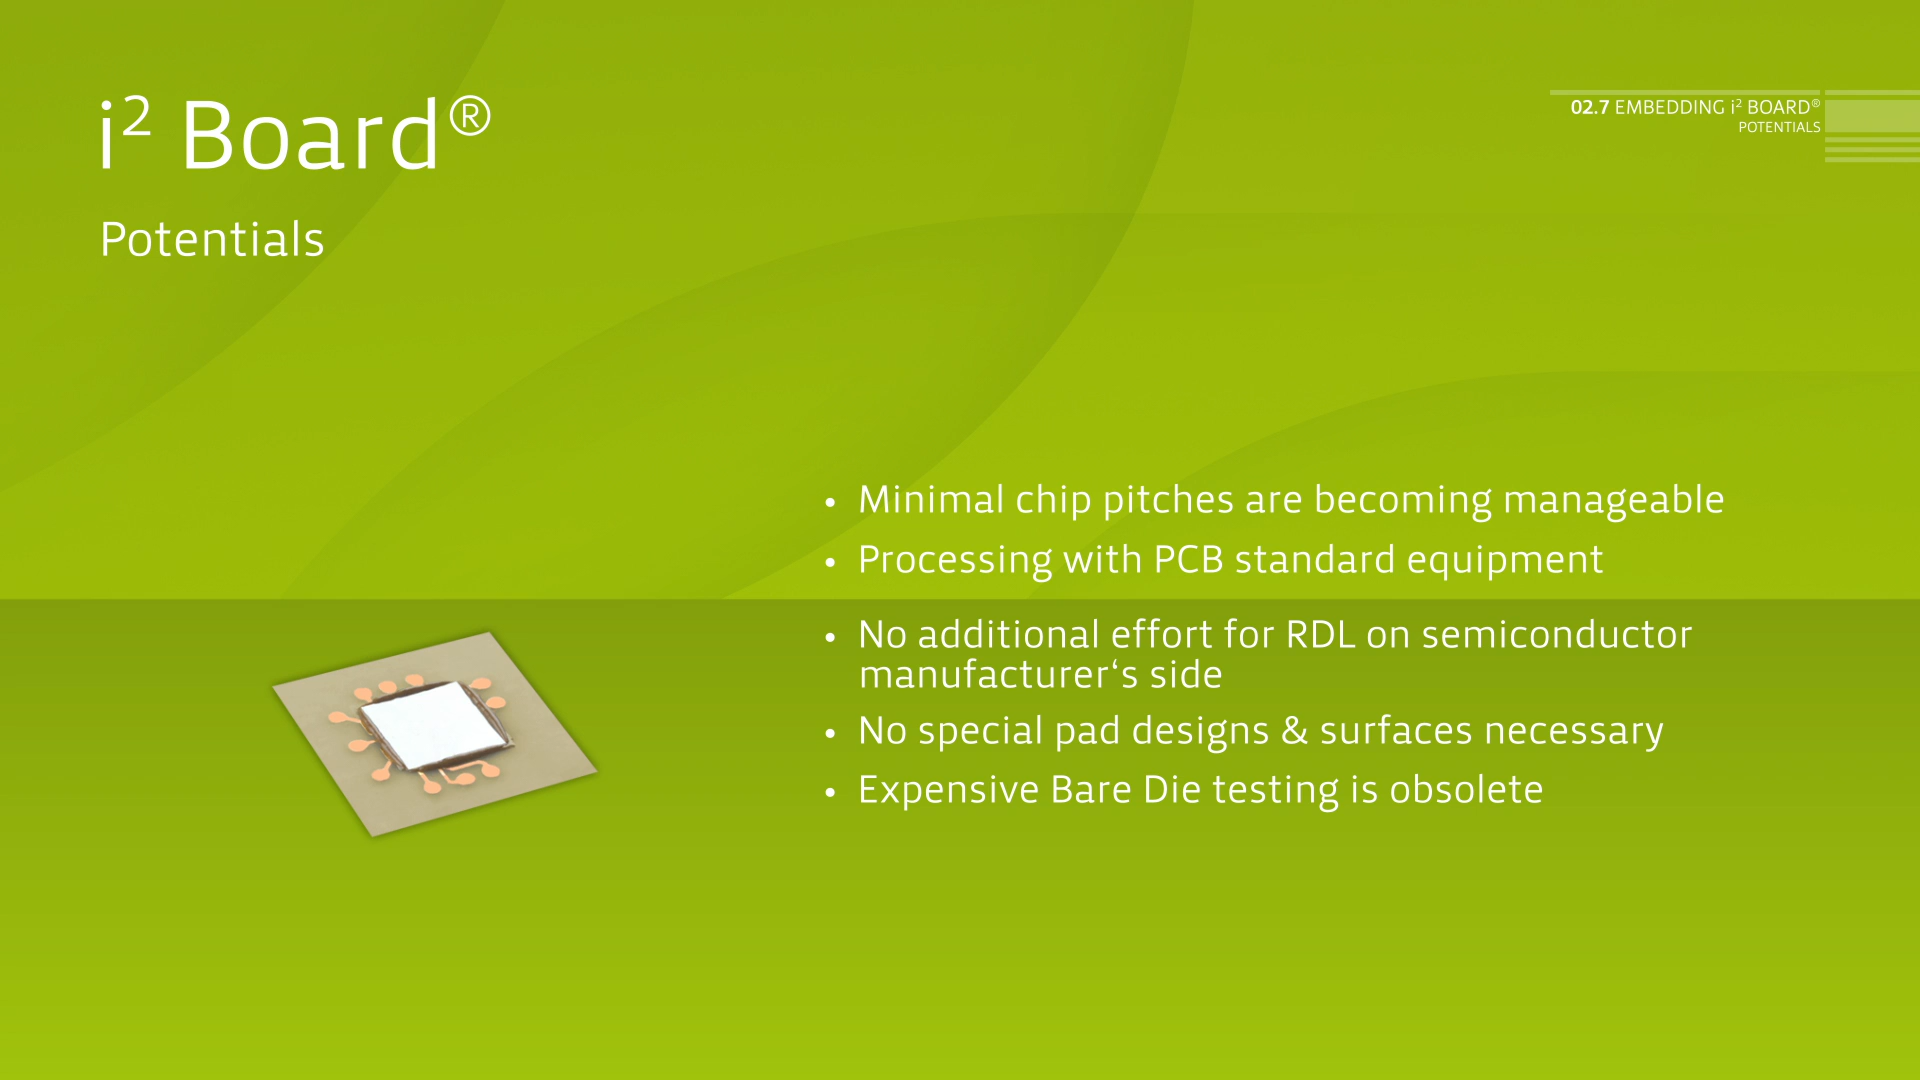 i² Board®
Potentials
02.7 EMBEDDING i² BOARD®
POTENTIALS
• Minimal chip pitches are becoming manageable
• Processing with PCB standard equipment
• No additional effort for RDL on semiconductor
manufacturer‘s side
• No special pad designs & surfaces necessary
• Expensive Bare Die testing is obsolete